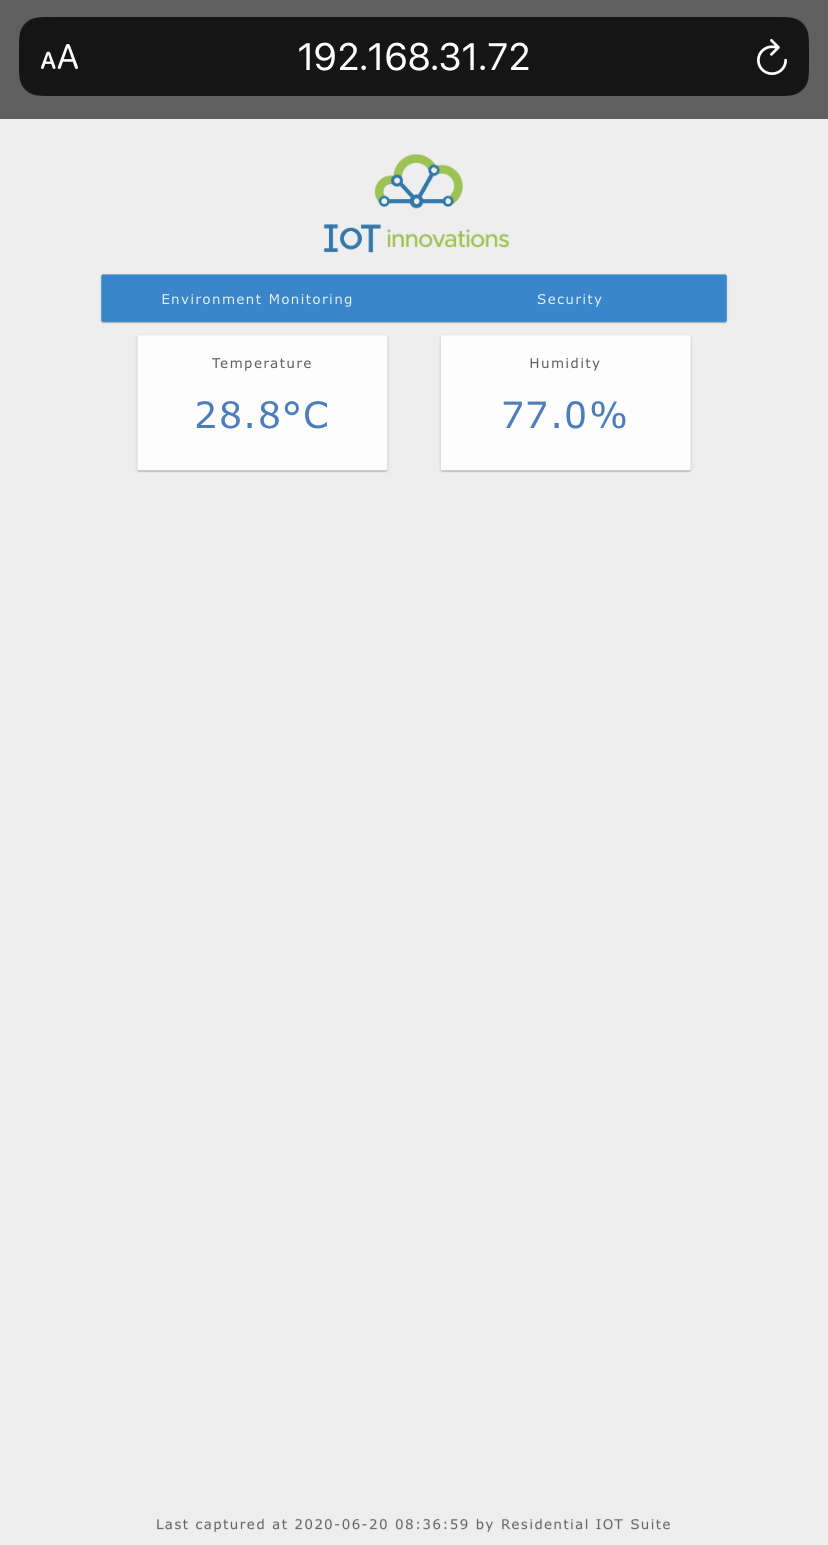 AA 192.168.31.72
IOT innovations
Environment Monitoring Security
Temperature Humidity
28.8°C 77.0%
Last captured at 2020-06-20 08:36:59 by Residential IOT Suite